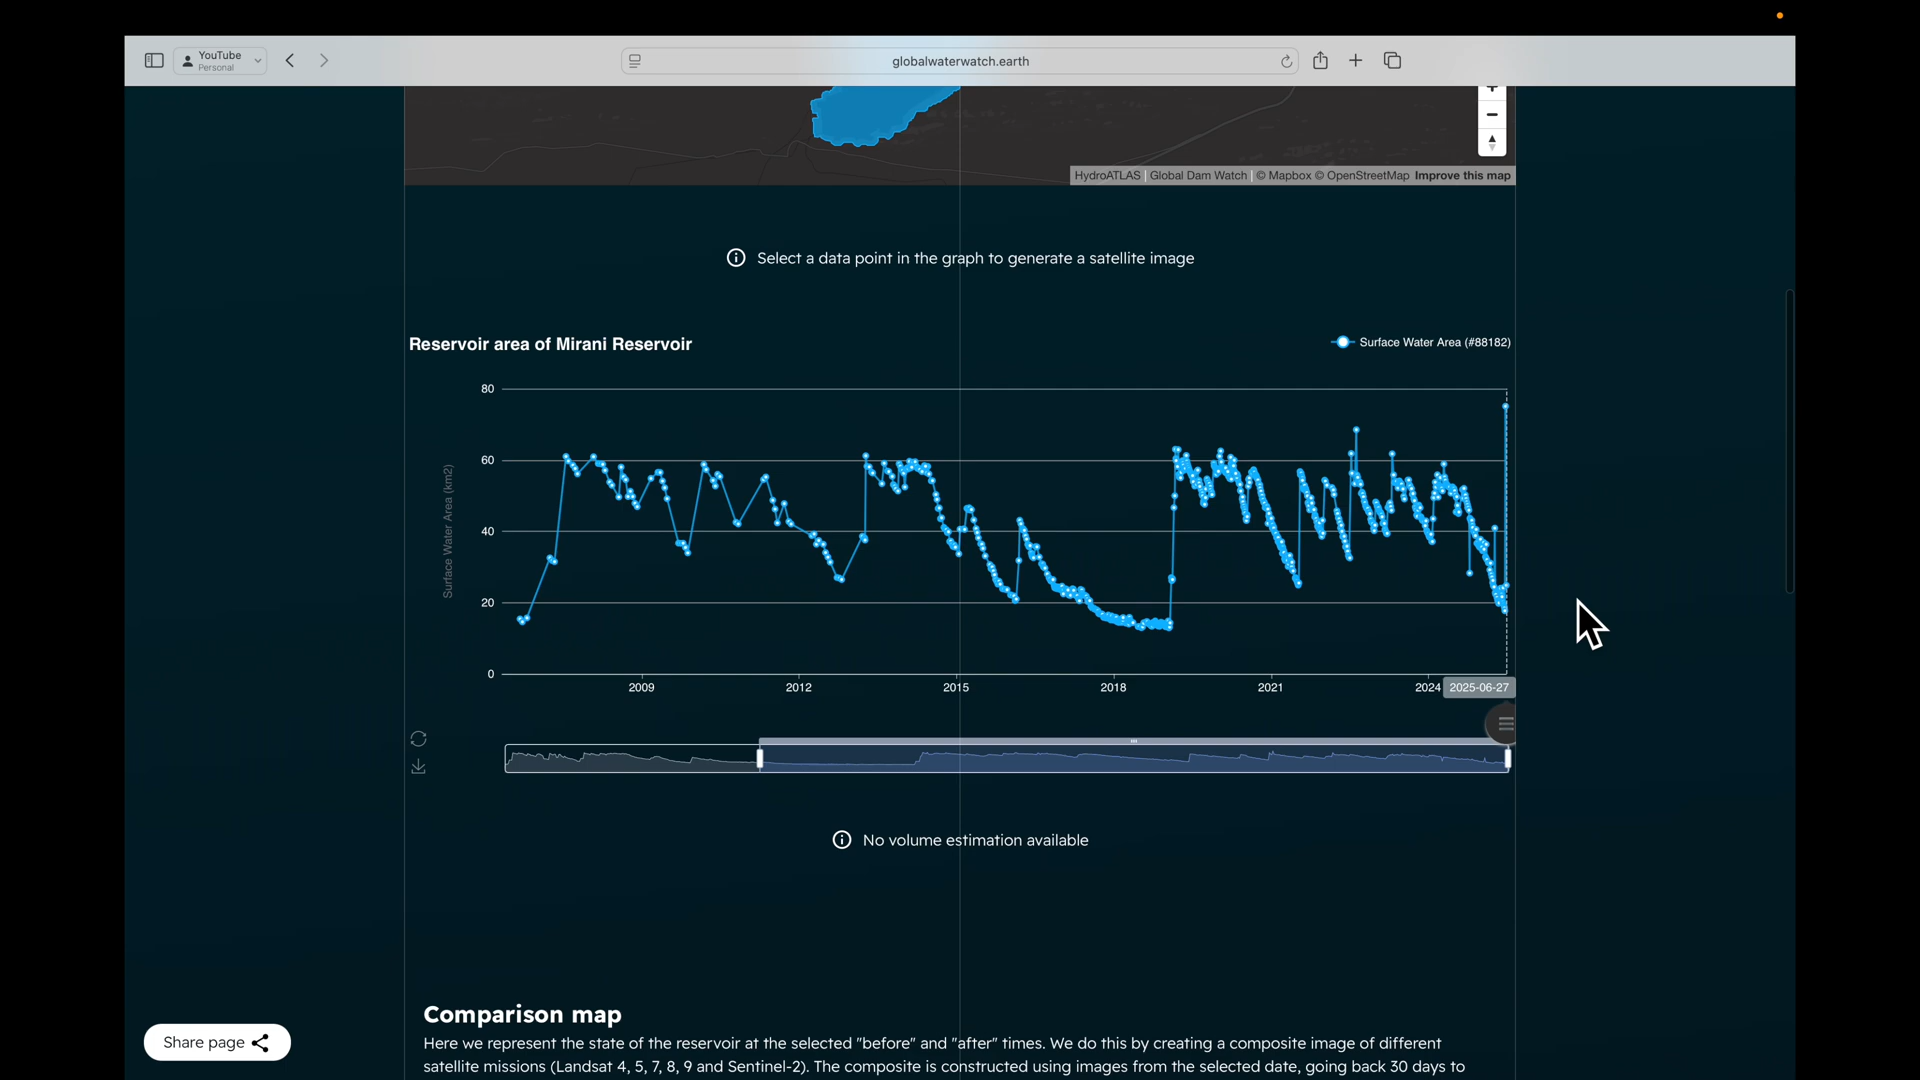 YouTube
Personal
globalwaterwatch.earth
HydroATLAS | Global Dam Watch | © Mapbox © OpenStreetMap Improve this map
Select a data point in the graph to generate a satellite image
Reservoir area of Mirani Reservoir
Surface Water Area (#88182)
Surface Water Area (km2)
80
60
40
20
0
2009 2012 2015 2018 2021 2024 2025-06-27
No volume estimation available
Comparison map
Here we represent the state of the reservoir at the selected "before" and "after" times. We do this by creating a composite image of different
satellite missions (Landsat 4, 5, 7, 8, 9 and Sentinel-2). The composite is constructed using images from the selected date, going back 30 days to
Share page